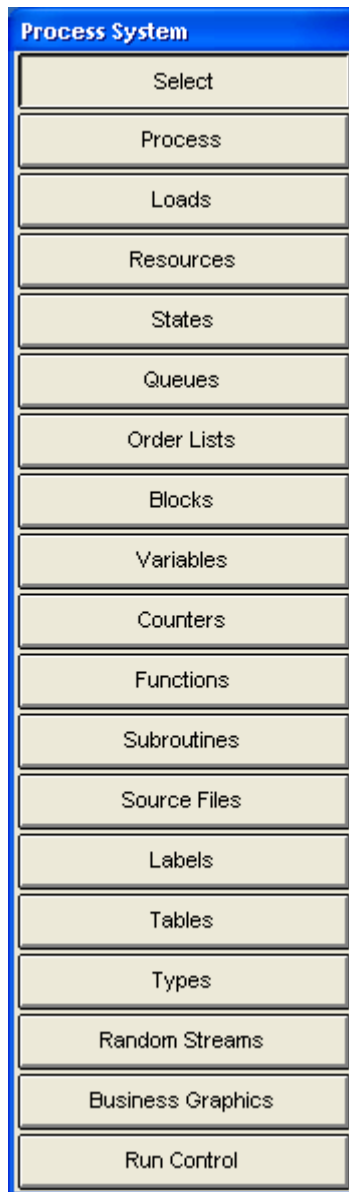 Process System
Select
Process
Loads
Resources
States
Queues
Order Lists
Blocks
Variables
Counters
Functions
Subroutines
Source Files
Labels
Tables
Types
Random Streams
Business Graphics
Run Control